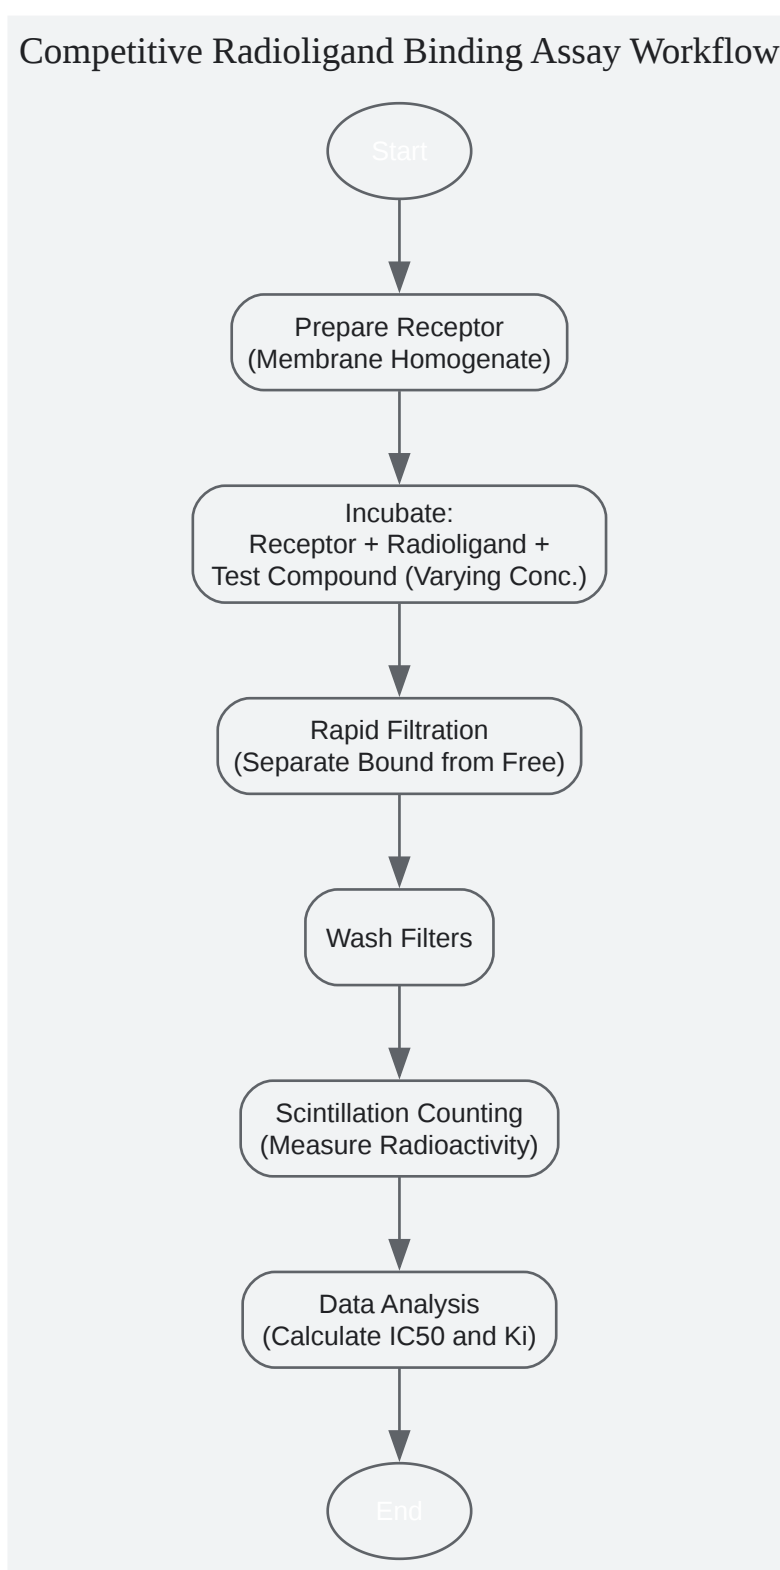 Competitive Radioligand Binding Assay Workflow
Start
Prepare Receptor
(Membrane Homogenate)
Incubate:
Receptor + Radioligand +
Test Compound (Varying Conc.)
Rapid Filtration
(Separate Bound from Free)
Wash Filters
Scintillation Counting
(Measure Radioactivity)
Data Analysis
(Calculate IC50 and Ki)
End